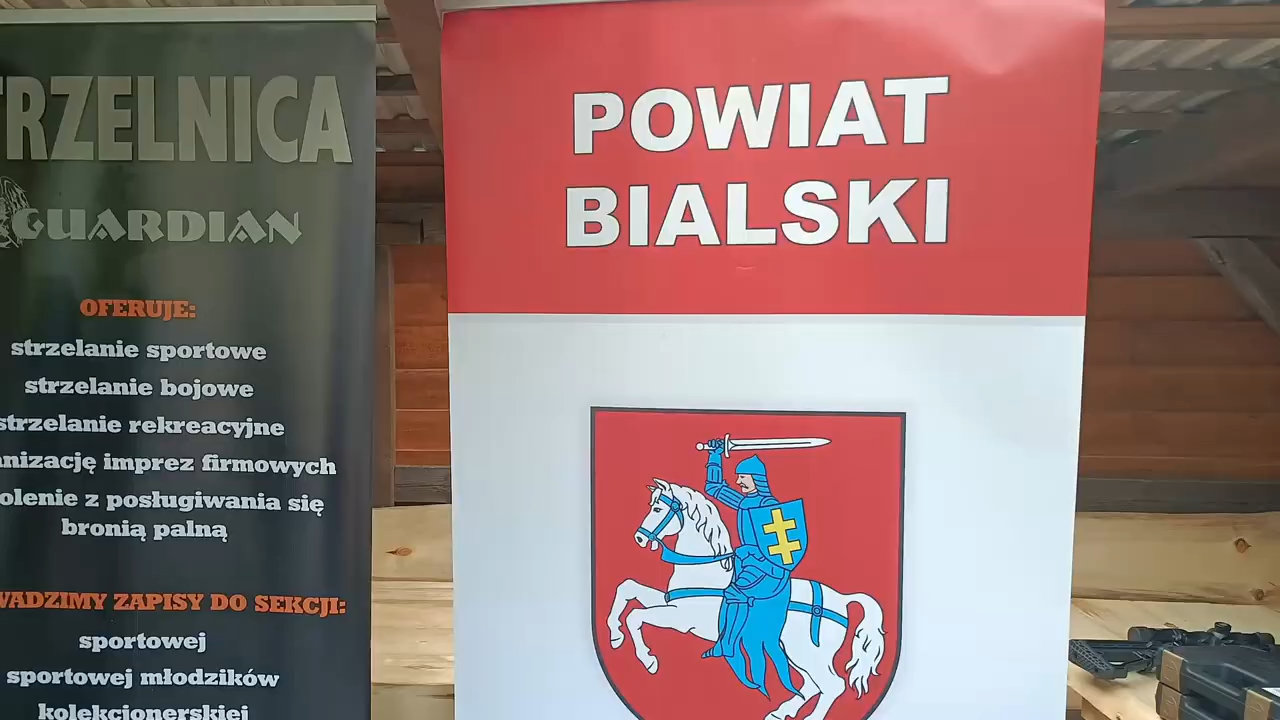 TRZELNICA
GUARDIAN
OFERUJE:
strzelanie sportowe
strzelanie bojowe
strzelanie rekreacyjne
nizację imprez firmowych
olenie z posługiwania się
bronią palną
WADZIMY ZAPISY DO SEKCJI:
sportowej
sportowej młodzików
kolekcjonerskiej
POWIAT
BIALSKI